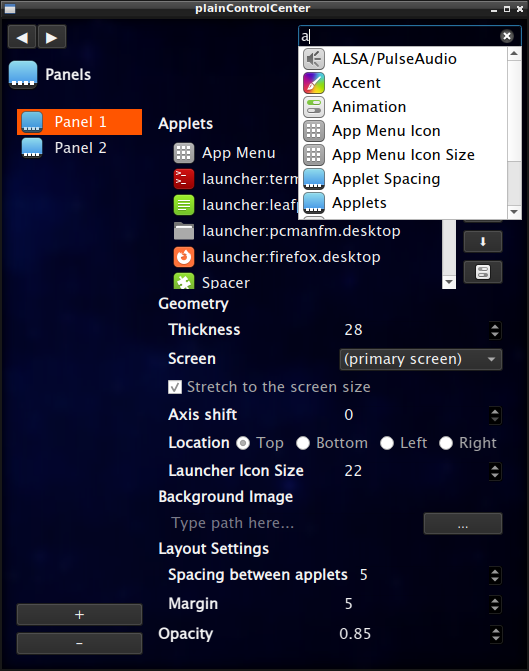 plainControlCenter
a
Panels
ALSA/PulseAudio
Accent
Animation
App Menu Icon
App Menu Icon Size
Applet Spacing
Applets
Panel 1
Panel 2
Applets
App Menu
launcher:term
launcher:leaf
launcher:pcmanfm.desktop
launcher:firefox.desktop
Spacer
Geometry
Thickness 28
Screen (primary screen)
Stretch to the screen size
Axis shift 0
Location Top Bottom Left Right
Launcher Icon Size 22
Background Image
Type path here... ...
Layout Settings
Spacing between applets 5
Margin 5
Opacity 0.85
+
-